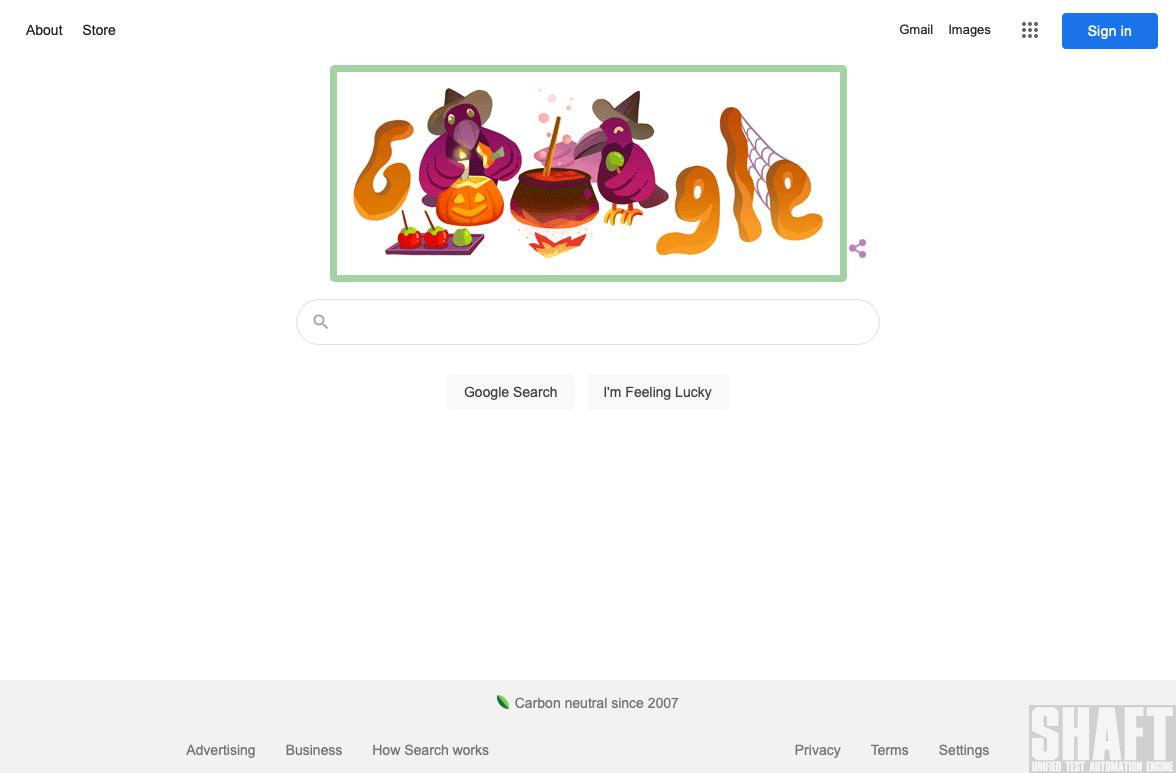 About Store
Gmail Images Sign in
Google
Google Search I'm Feeling Lucky
Carbon neutral since 2007
Advertising Business How Search works
Privacy Terms Settings
SHAFT
UNIFIED TEST AUTOMATION ENGINE